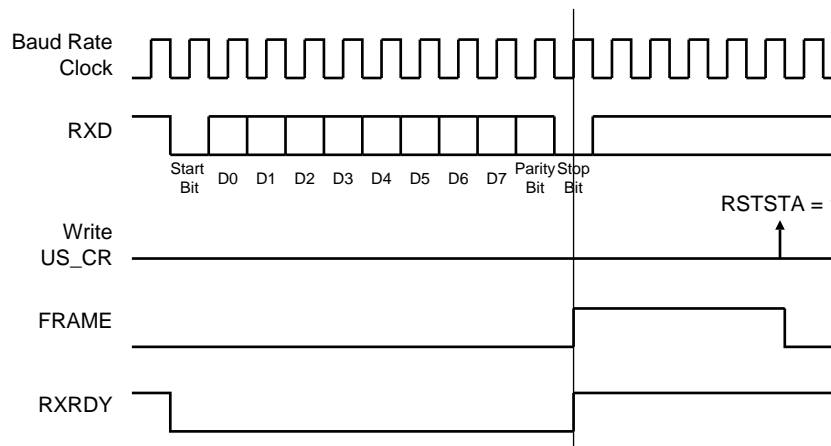 Baud Rate
Clock
RXD
Start
Bit
D0
D1
D2
D3
D4
D5
D6
D7
Parity
Bit
Stop
Bit
RSTSTA =
Write
US_CR
FRAME
RXRDY